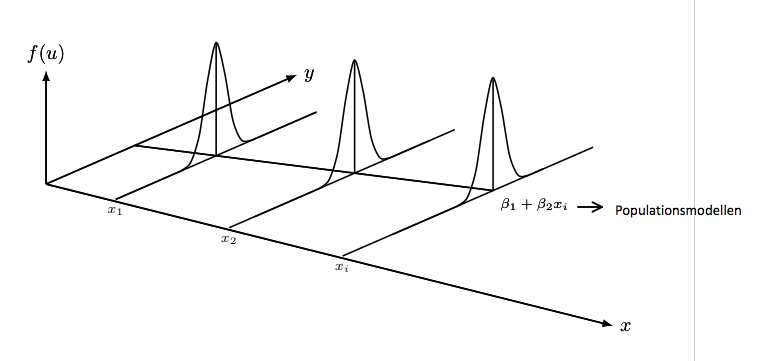 f(u)
y
x₁
x₂
xᵢ
β₁ + β₂xᵢ → Populationsmodellen
x